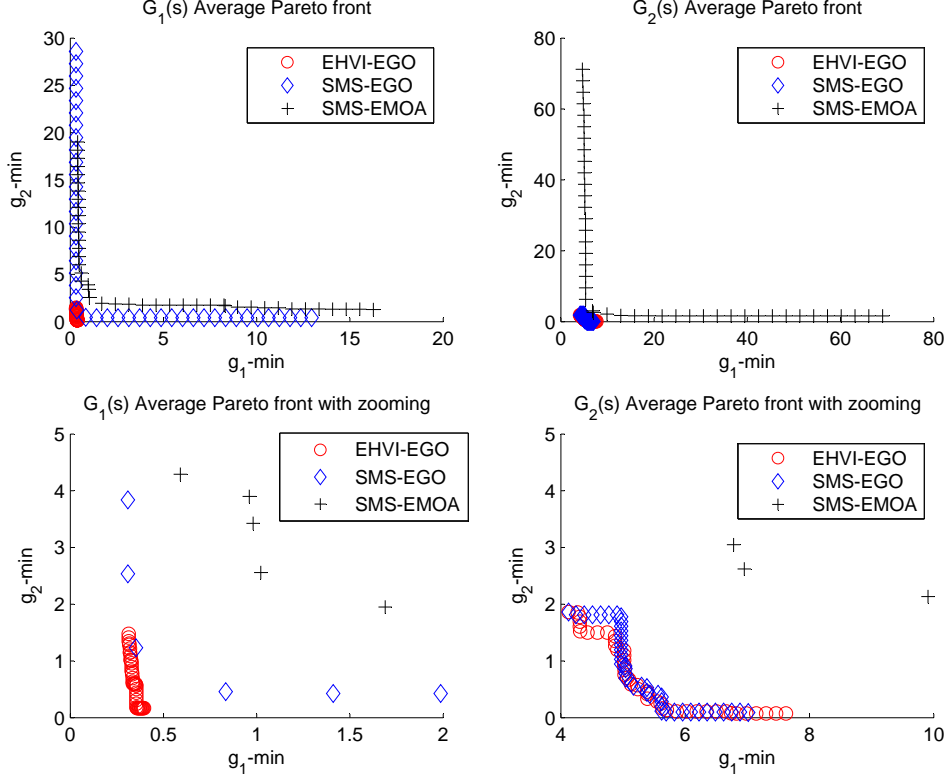 G₁(s) Average Pareto front
30
25
20
15
10
5
0
g₂-min
0 5 10 15 20
g₁-min
EHVI-EGO
SMS-EGO
SMS-EMOA
G₂(s) Average Pareto front
80
60
40
20
0
g₂-min
0 20 40 60 80
g₁-min
EHVI-EGO
SMS-EGO
SMS-EMOA
G₁(s) Average Pareto front with zooming
5
4
3
2
1
0
g₂-min
0 0.5 1 1.5 2
g₁-min
EHVI-EGO
SMS-EGO
SMS-EMOA
G₂(s) Average Pareto front with zooming
5
4
3
2
1
0
g₂-min
4 6 8 10
g₁-min
EHVI-EGO
SMS-EGO
SMS-EMOA